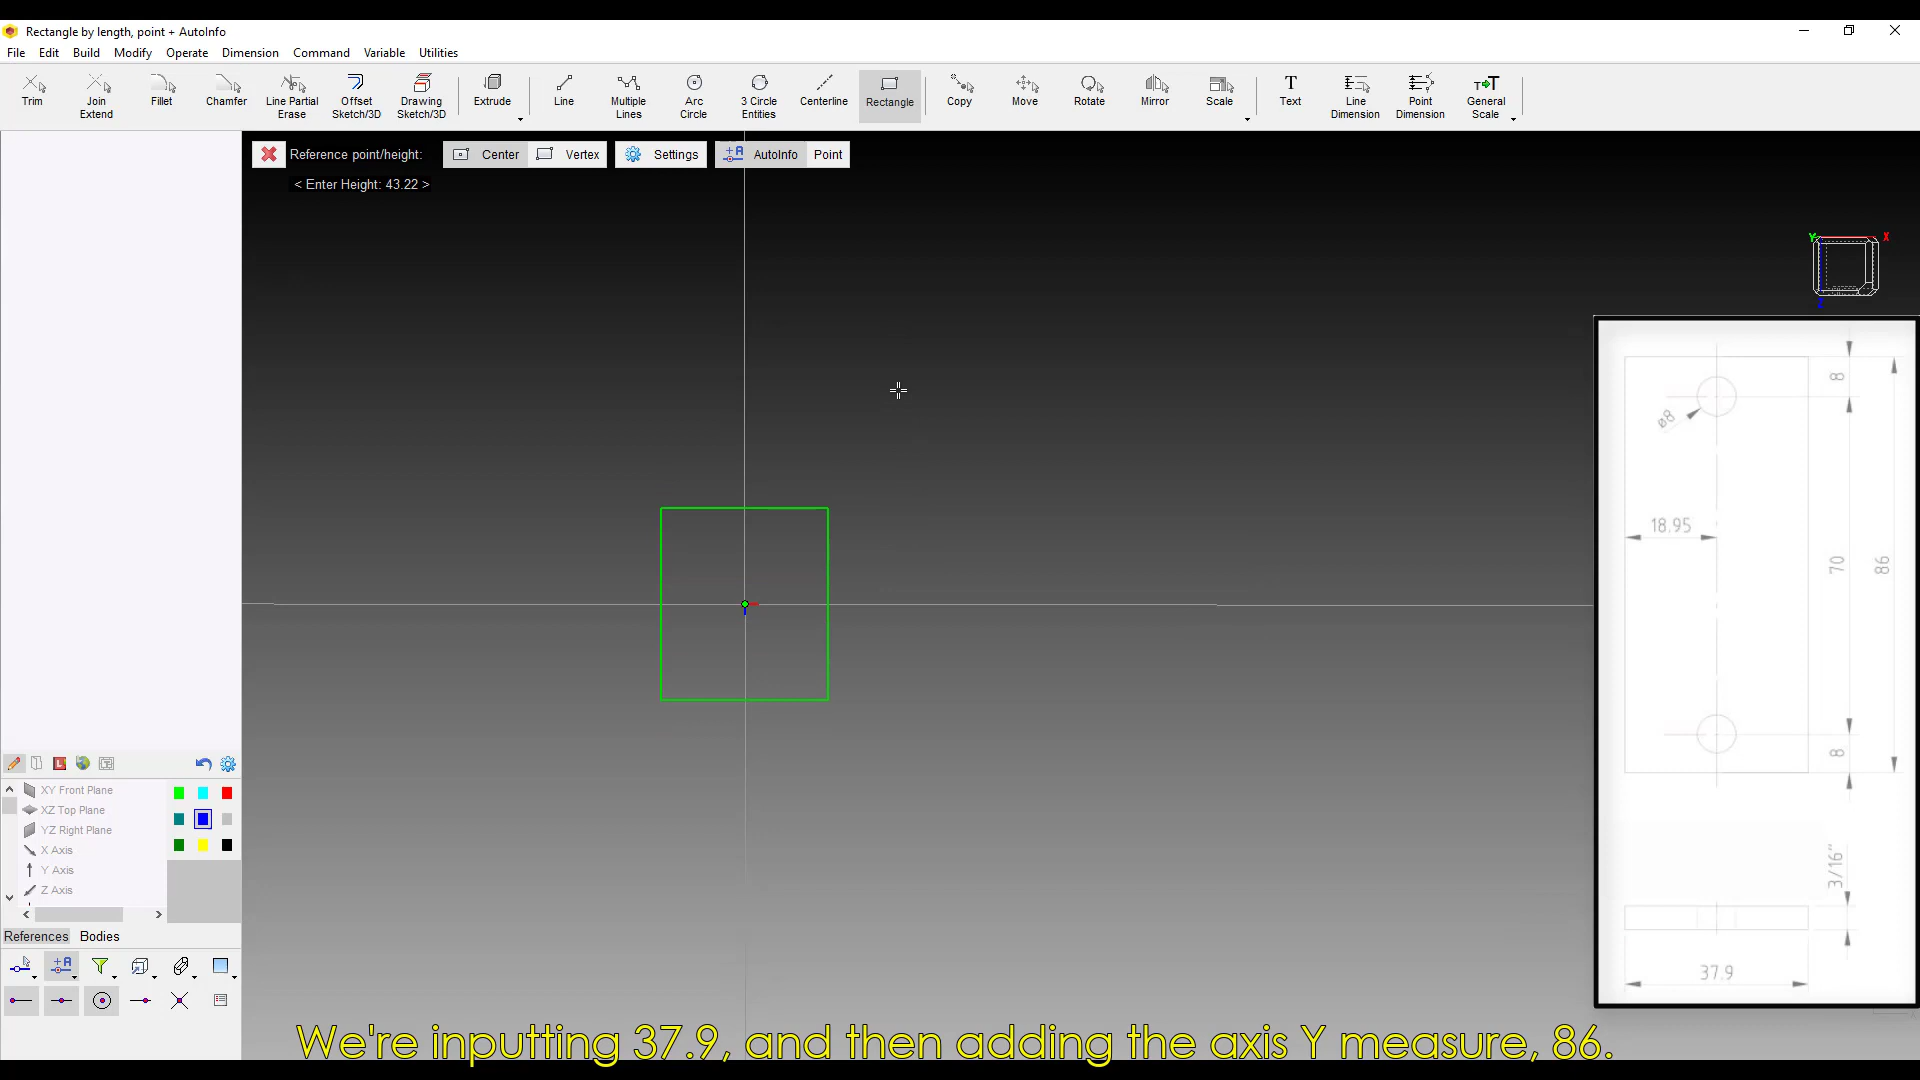 Rectangle by length, point + AutoInfo
File Edit Build Modify Operate Dimension Command Variable Utilities
Trim Join Extend Fillet Chamfer Line Partial Erase Offset Sketch/3D Drawing Sketch/3D Extrude Line Multiple Lines Arc Circle 3 Circle Entities Centerline Rectangle Copy Move Rotate Mirror Scale Text Line Dimension Point Dimension General Scale
Reference point/height: Center Vertex Settings AutoInfo Point
< Enter Height: 43.22 >
Y X
Z
8
ø8
18.95
70
86
8
3/16"
37.9
XY Front Plane
XZ Top Plane
YZ Right Plane
X Axis
Y Axis
Z Axis
References Bodies
We're inputting 37.9, and then adding the axis Y measure, 86.